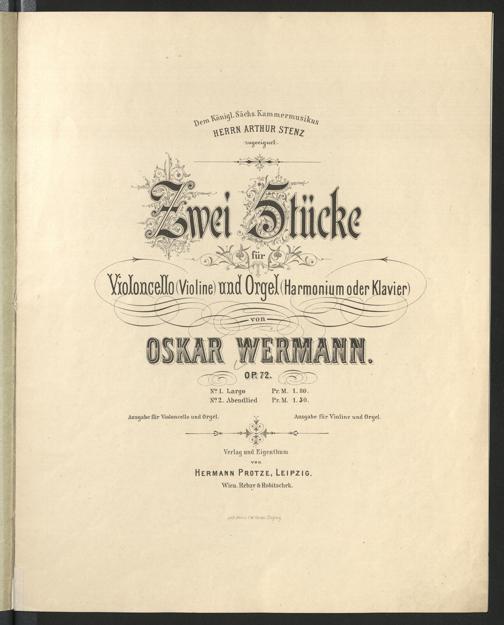 Dem Königl. Sächs. Kammermusikus
HERRN ARTHUR STENZ
zugeeignet.
Zwei Stücke
für
Violoncello (Violine) und Orgel (Harmonium oder Klavier)
von
OSKAR WERMANN.
OP. 72.
No 1. Largo Pr. M. 1. 80.
No 2. Abendlied Pr. M. 1. 50.
Ausgabe für Violoncello und Orgel. Ausgabe für Violine und Orgel.
Verlag und Eigenthum
von
HERMANN PROTZE, LEIPZIG.
Wien, Rebay & Robitschek.